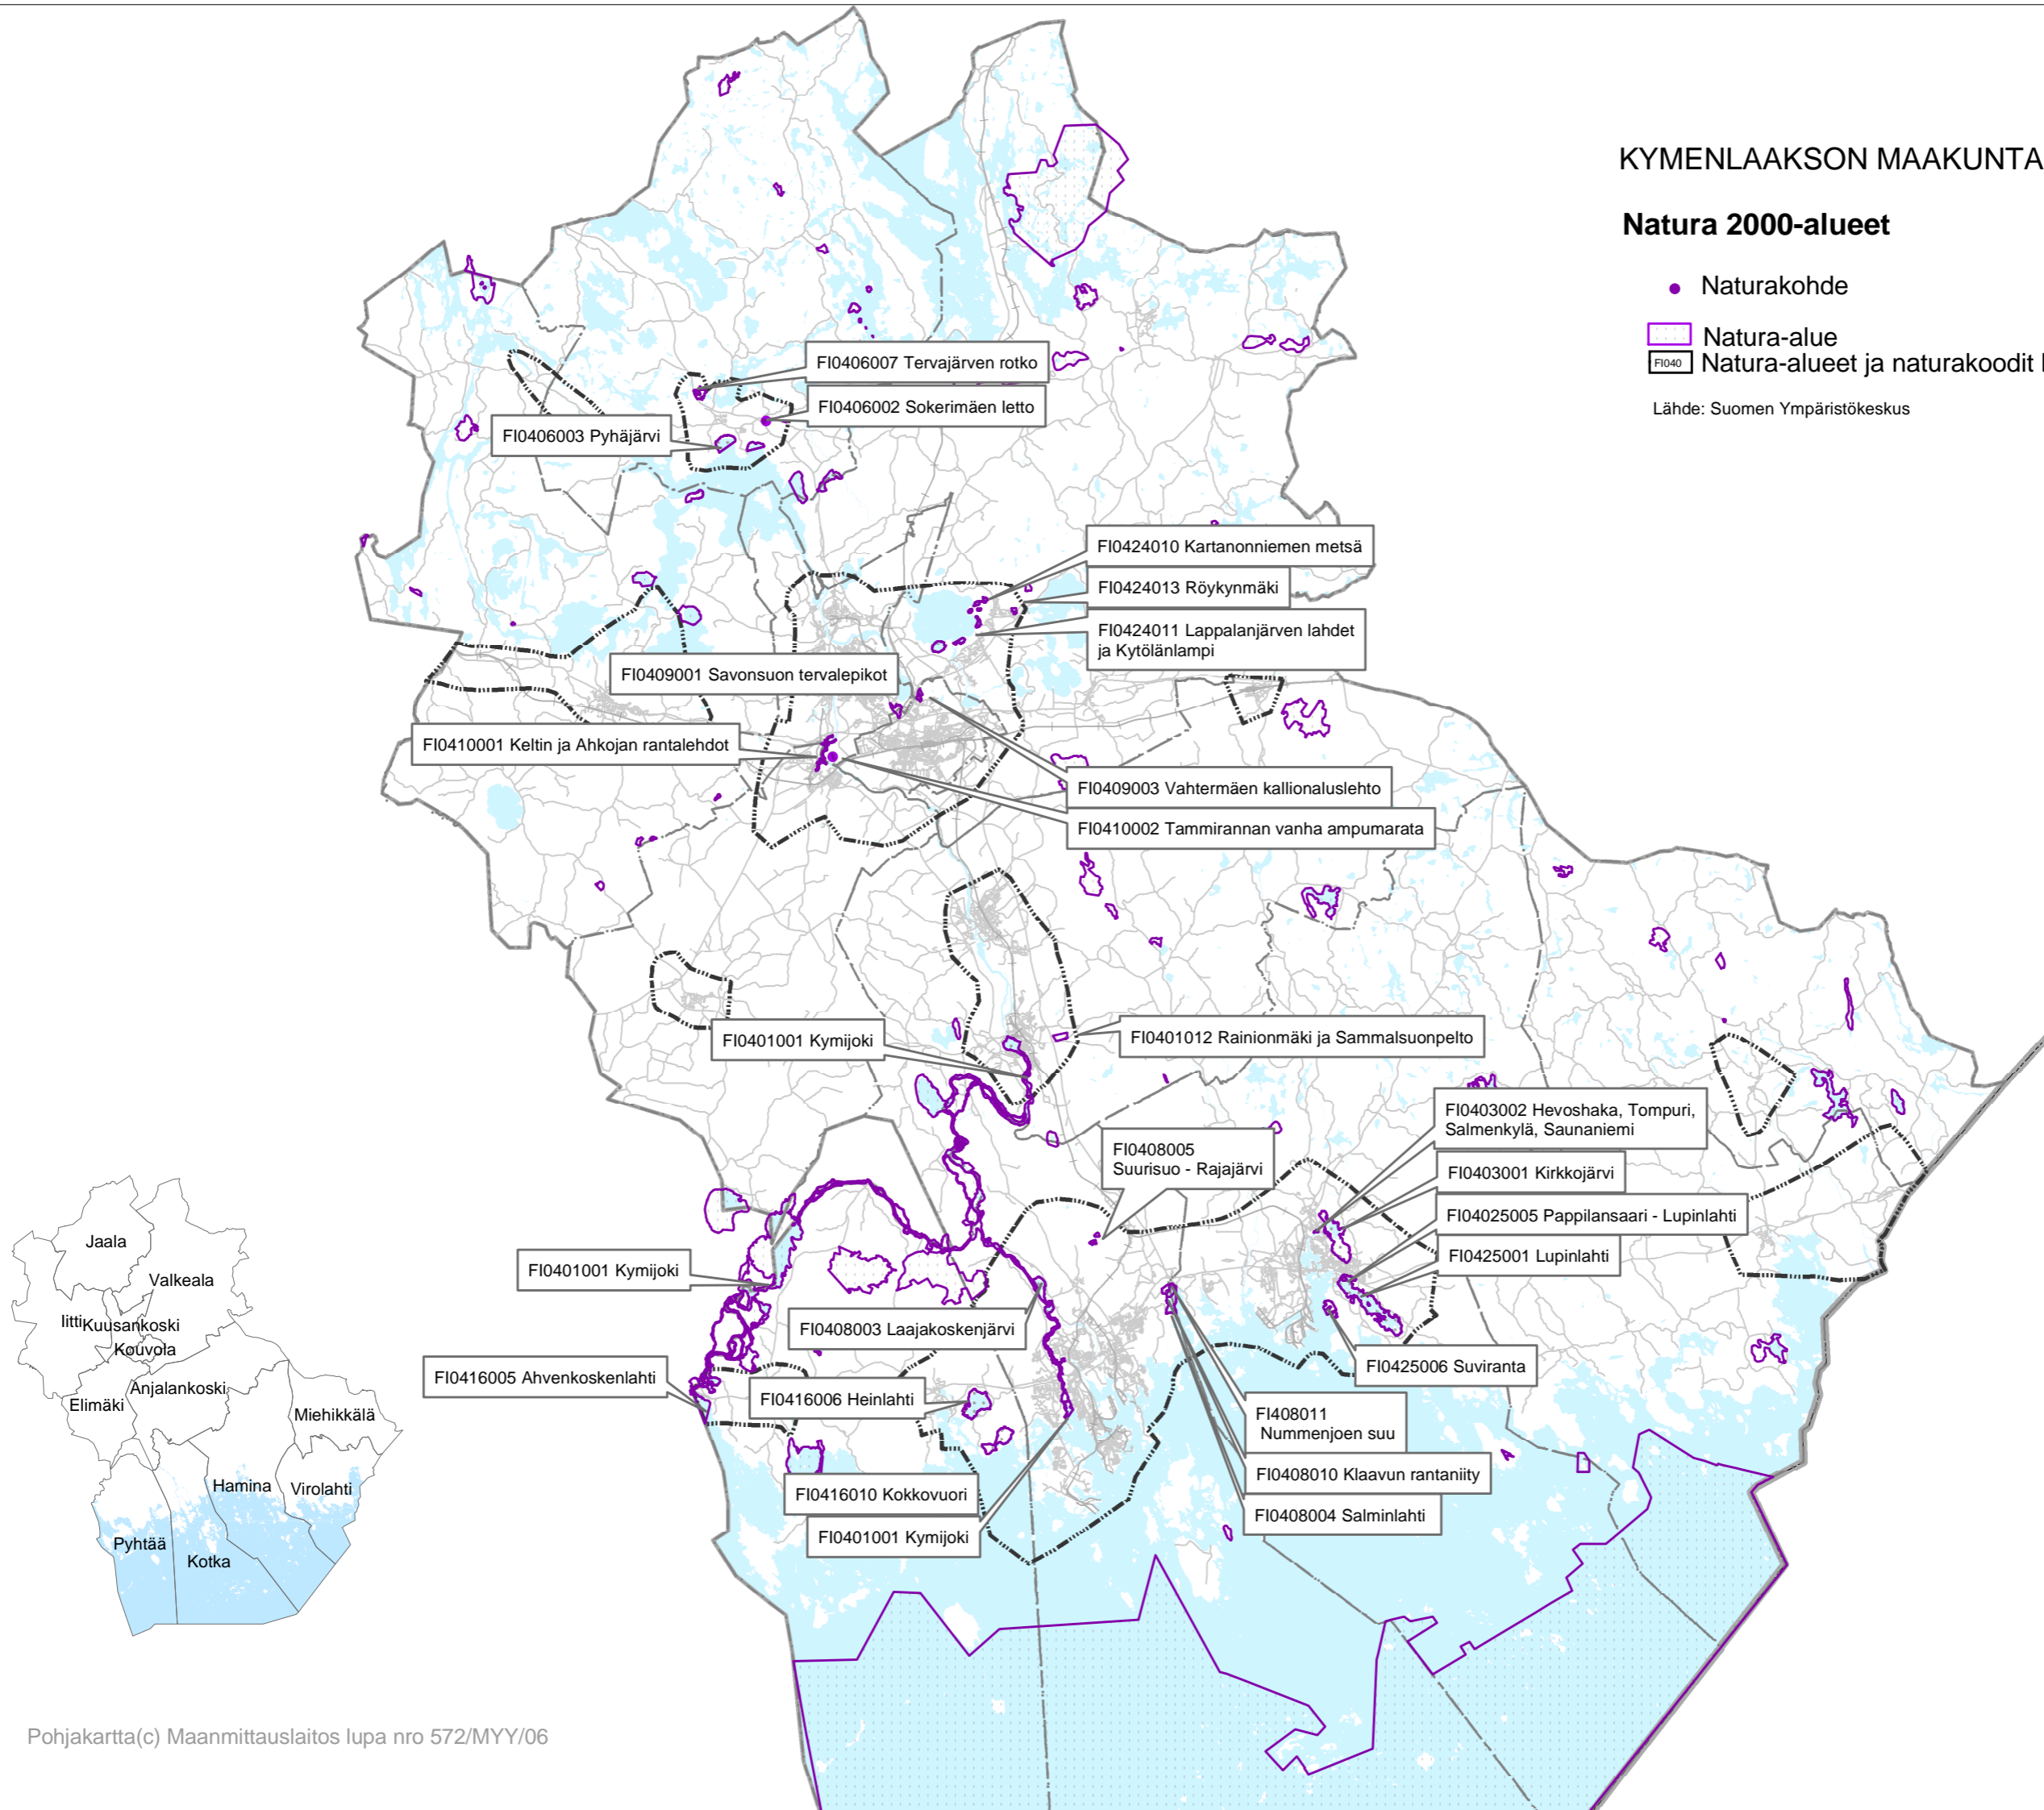 KYMENLAAKSON MAAKUNTA
Natura 2000-alueet
Naturakohde
Natura-alue
FI040 Natura-alueet ja naturakoodit
Lähde: Suomen Ympäristökeskus
FI0406007 Tervajärven rotko
FI0406002 Sokerimäen letto
FI0406003 Pyhäjärvi
FI0424010 Kartanonniemen metsä
FI0424013 Röykynmäki
FI0424011 Lappalanjärven lahdet
ja Kytölänlampi
FI0409001 Savonsuon tervalepikot
FI0410001 Keltin ja Ahkojan rantalehdot
FI0409003 Vahtermäen kallionaluslehto
FI0410002 Tammirannan vanha ampumarata
FI0401001 Kymijoki
FI0401012 Rainionmäki ja Sammalsuonpelto
FI0403002 Hevoshaka, Tompuri,
Salmenkylä, Saunaniemi
FI0408005
Suurisuo - Rajajärvi
FI0403001 Kirkkojärvi
FI04025005 Pappilansaari - Lupinlahti
FI0425001 Lupinlahti
FI0401001 Kymijoki
FI0408003 Laajakoskenjärvi
FI0425006 Suviranta
FI0416005 Ahvenkoskenlahti
FI0416006 Heinlahti
FI408011
Nummenjoen suu
FI0408010 Klaavun rantaniity
FI0416010 Kokkovuori
FI0408004 Salminlahti
FI0401001 Kymijoki
Jaala
Valkeala
Iitti
Kuusankoski
Kouvola
Anjalankoski
Elimäki
Miehikkälä
Hamina
Virolahti
Pyhtää
Kotka
Pohjakartta(c) Maanmittauslaitos lupa nro 572/MYY/06